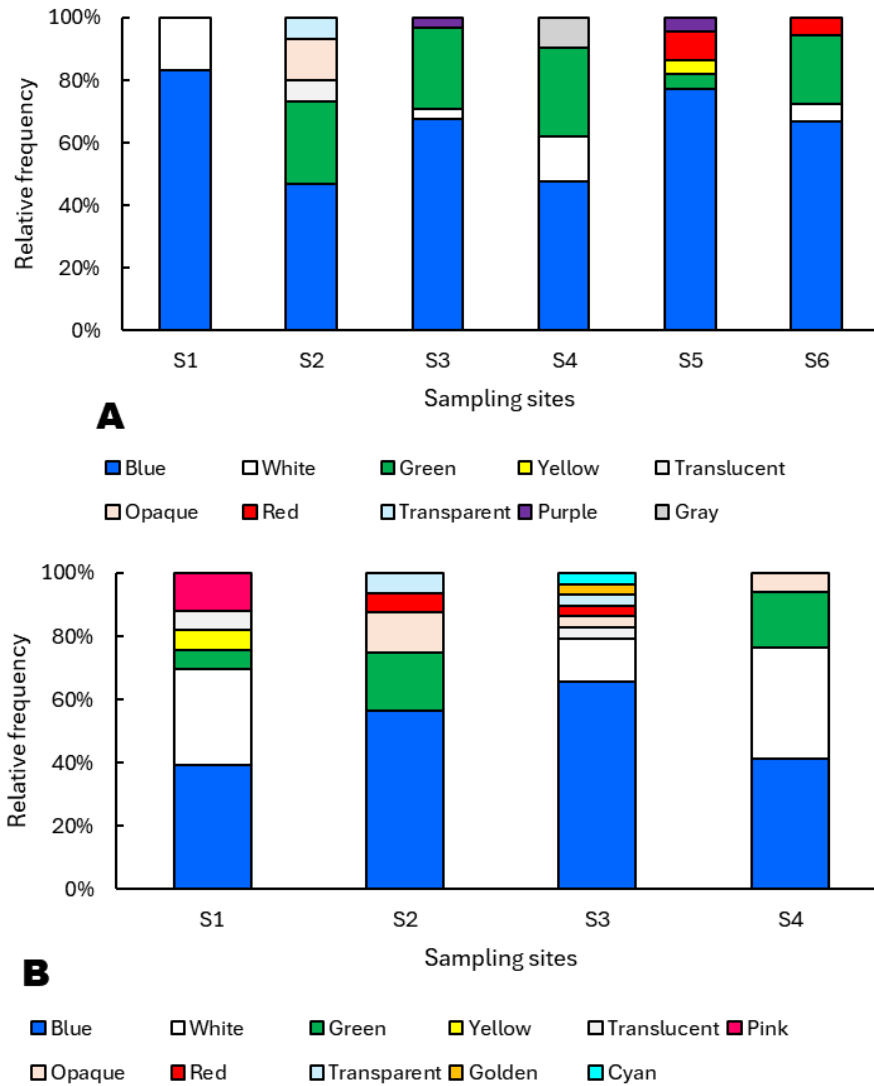 100%
80%
60%
40%
20%
0%
Relative frequency
S1 S2 S3 S4 S5 S6
Sampling sites
A
Blue White Green Yellow Translucent
Opaque Red Transparent Purple Gray
100%
80%
60%
40%
20%
0%
Relative frequency
S1 S2 S3 S4
Sampling sites
B
Blue White Green Yellow Translucent Pink
Opaque Red Transparent Golden Cyan